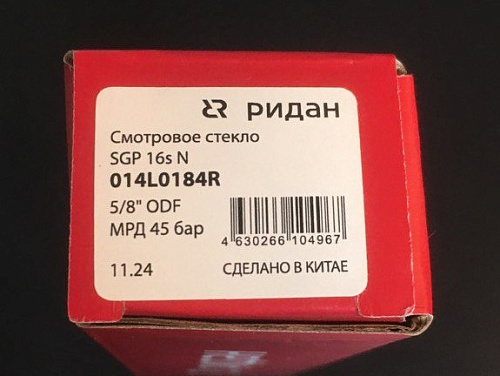 ридан
Смотровое стекло
SGP 16s N
014L0184R
5/8" ODF
МРД 45 бар
4 630266 104967
11.24
СДЕЛАНО В КИТАЕ